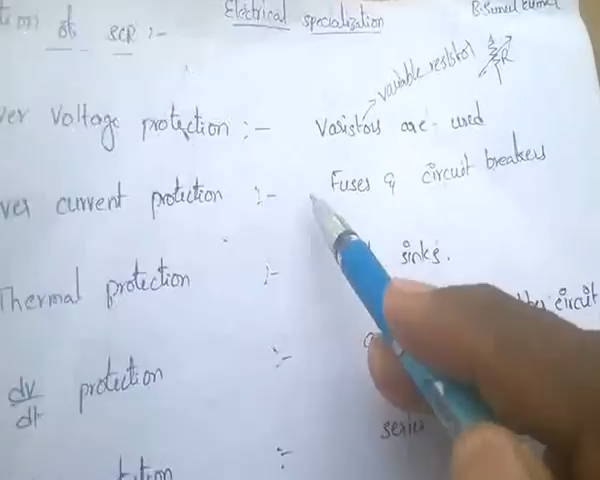 Electrical specialization
B. Sunil Kumar
of SCR :-
variable resistor R
ver Voltage protection :- Varistors are used
ver current protection :- Fuses & circuit breakers
Thermal protection :- sinks.
circuit
dv/dt protection :-
series
:-